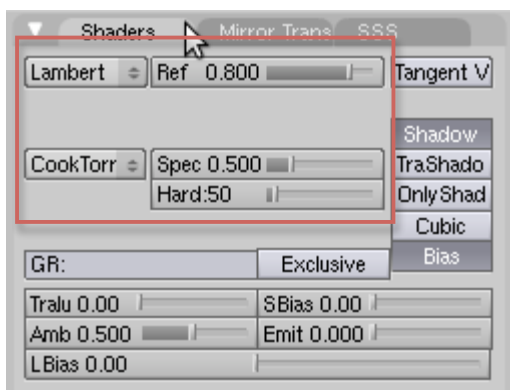 Shaders Mirror Trans SSS
Lambert Ref 0.800 Tangent V
Shadow
CookTorr Spec 0.500 TraShado
Hard:50 OnlyShad
Cubic
GR: Exclusive Bias
Tralu 0.00 SBias 0.00
Amb 0.500 Emit 0.000
LBias 0.00